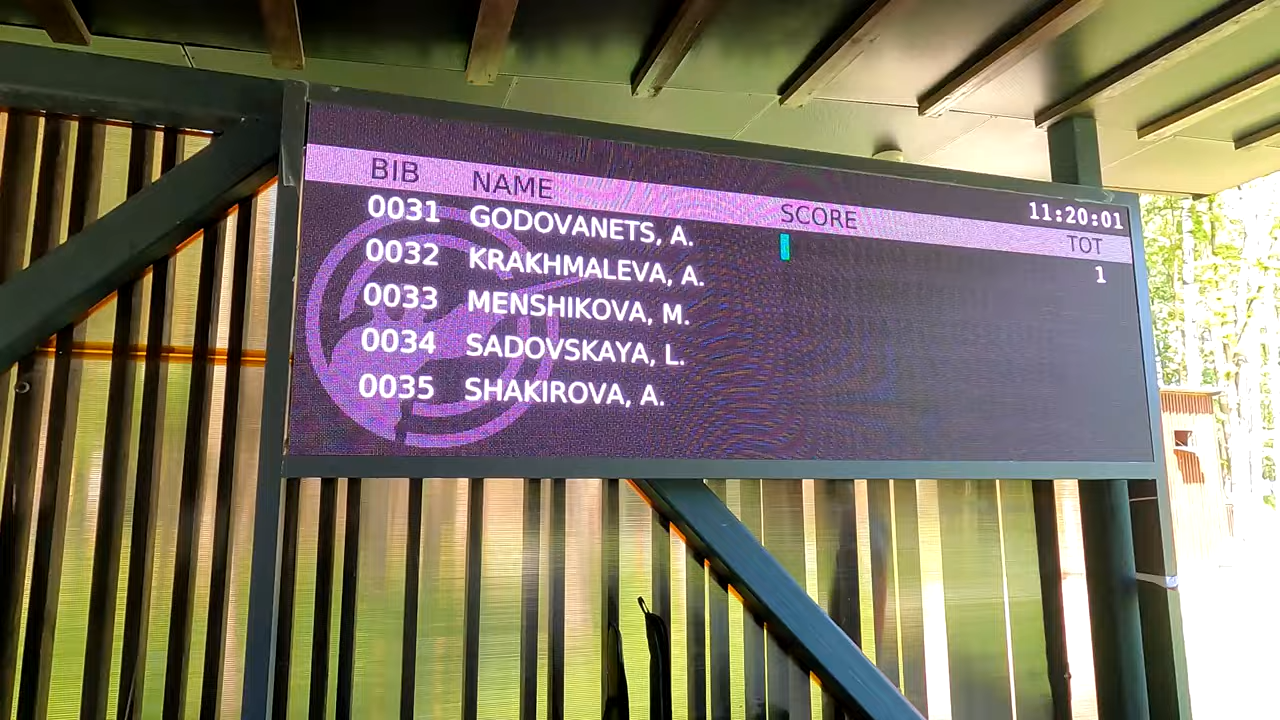 11:20:01
BIB NAME SCORE TOT
0031 GODOVANETS, A. 1
0032 KRAKHMALEVA, A.
0033 MENSHIKOVA, M.
0034 SADOVSKAYA, L.
0035 SHAKIROVA, A.